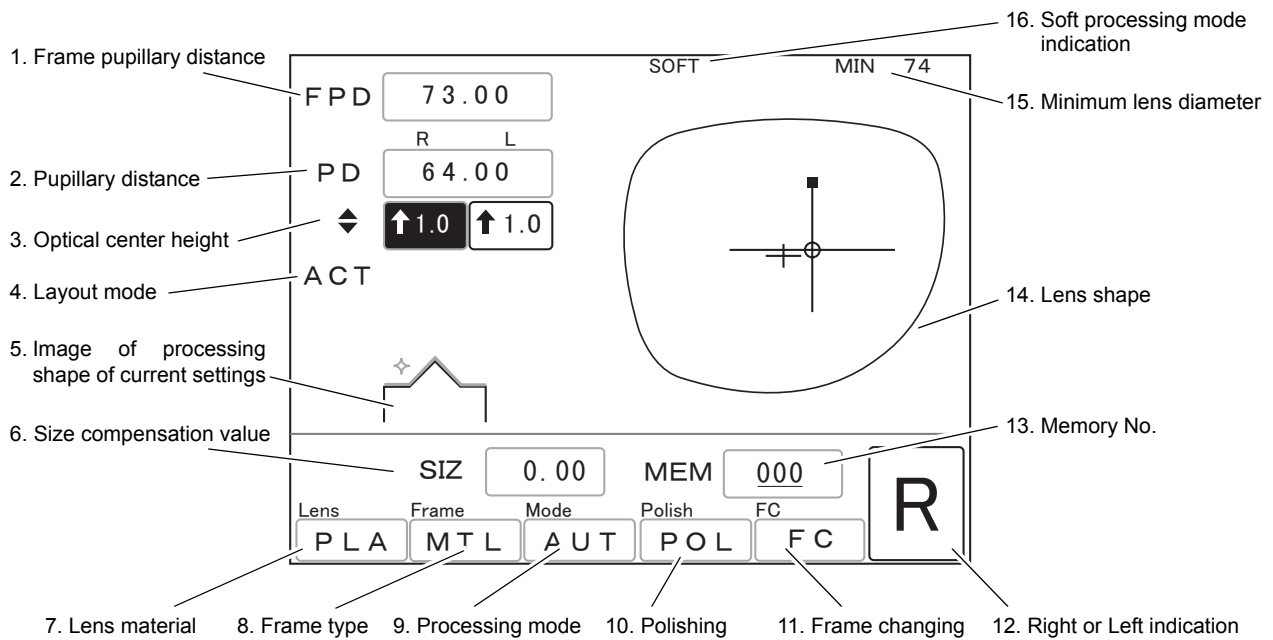 16. Soft processing mode
indication
1. Frame pupillary distance
SOFT
MIN 74
FPD 73.00
15. Minimum lens diameter
R L
2. Pupillary distance
PD 64.00
3. Optical center height
↑1.0 ↑1.0
4. Layout mode
ACT
14. Lens shape
5. Image of processing
shape of current settings
6. Size compensation value
13. Memory No.
SIZ 0.00 MEM 000
R
Lens Frame Mode Polish FC
PLA MTL AUT POL FC
7. Lens material 8. Frame type 9. Processing mode 10. Polishing 11. Frame changing 12. Right or Left indication